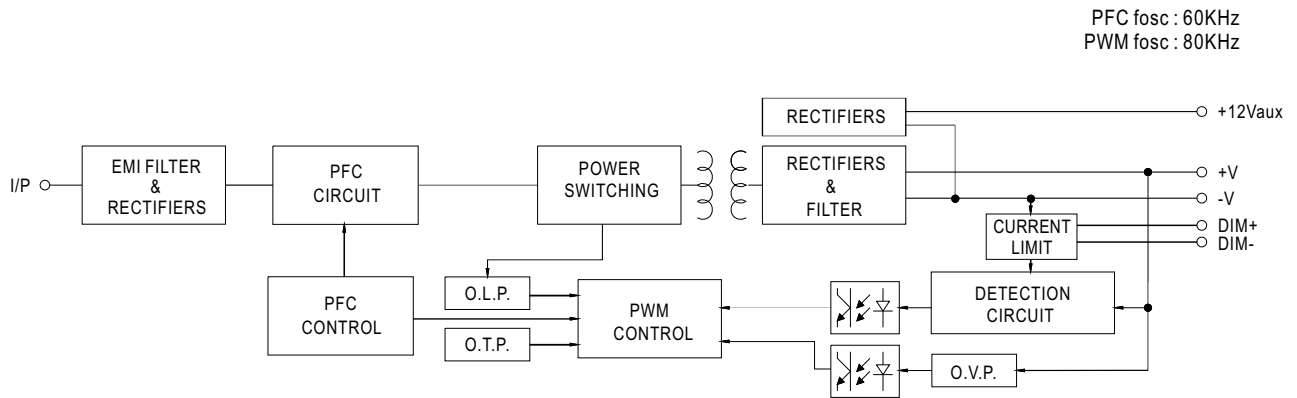 PFC fosc : 60KHz
PWM fosc : 80KHz
RECTIFIERS
+12Vaux
I/P
EMI FILTER
&
RECTIFIERS
PFC
CIRCUIT
POWER
SWITCHING
RECTIFIERS
&
FILTER
+V
-V
CURRENT
LIMIT
DIM+
DIM-
PFC
CONTROL
O.L.P.
O.T.P.
PWM
CONTROL
DETECTION
CIRCUIT
O.V.P.